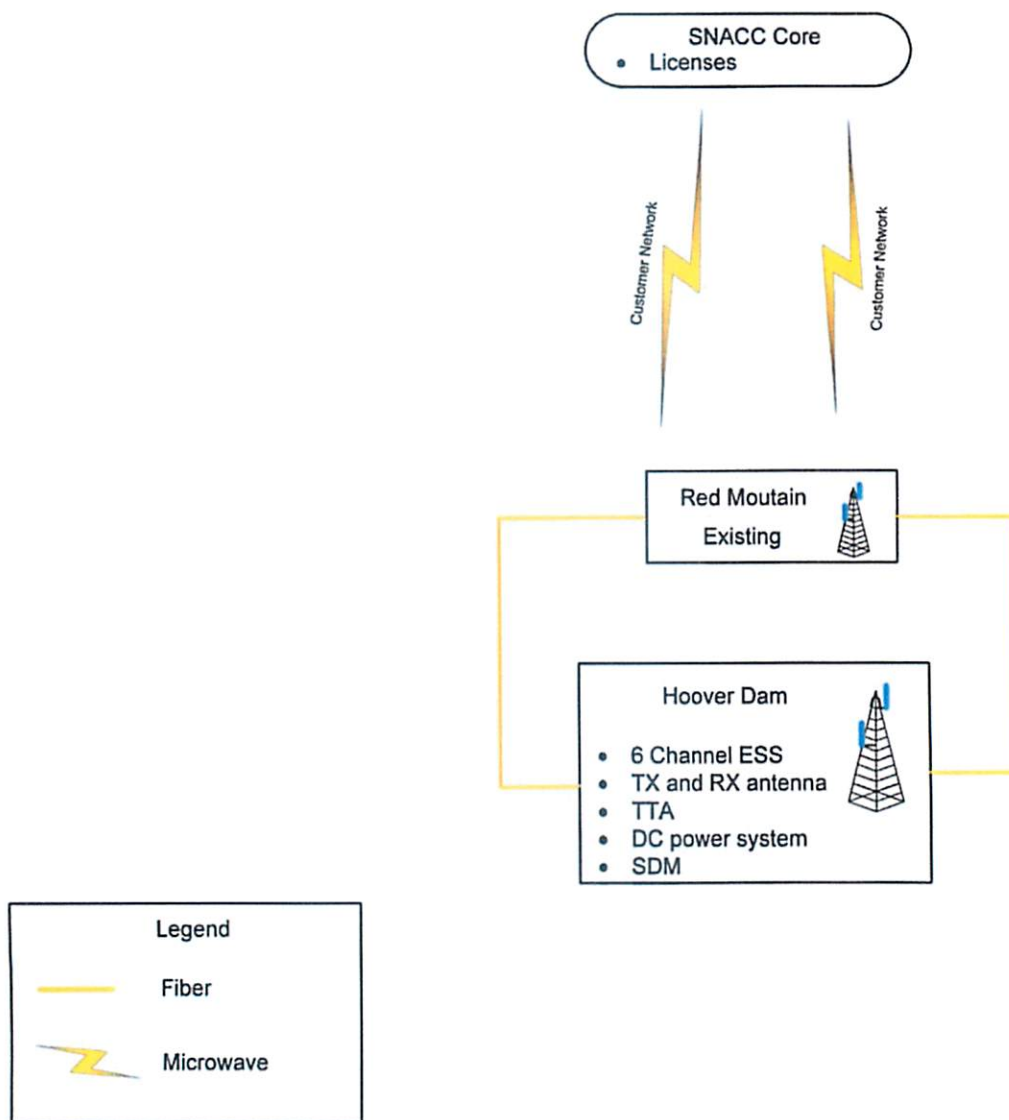 SNACC Core
• Licenses
Customer Network
Customer Network
Red Moutain
Existing
Hoover Dam
• 6 Channel ESS
• TX and RX antenna
• TTA
• DC power system
• SDM
Legend
Fiber
Microwave